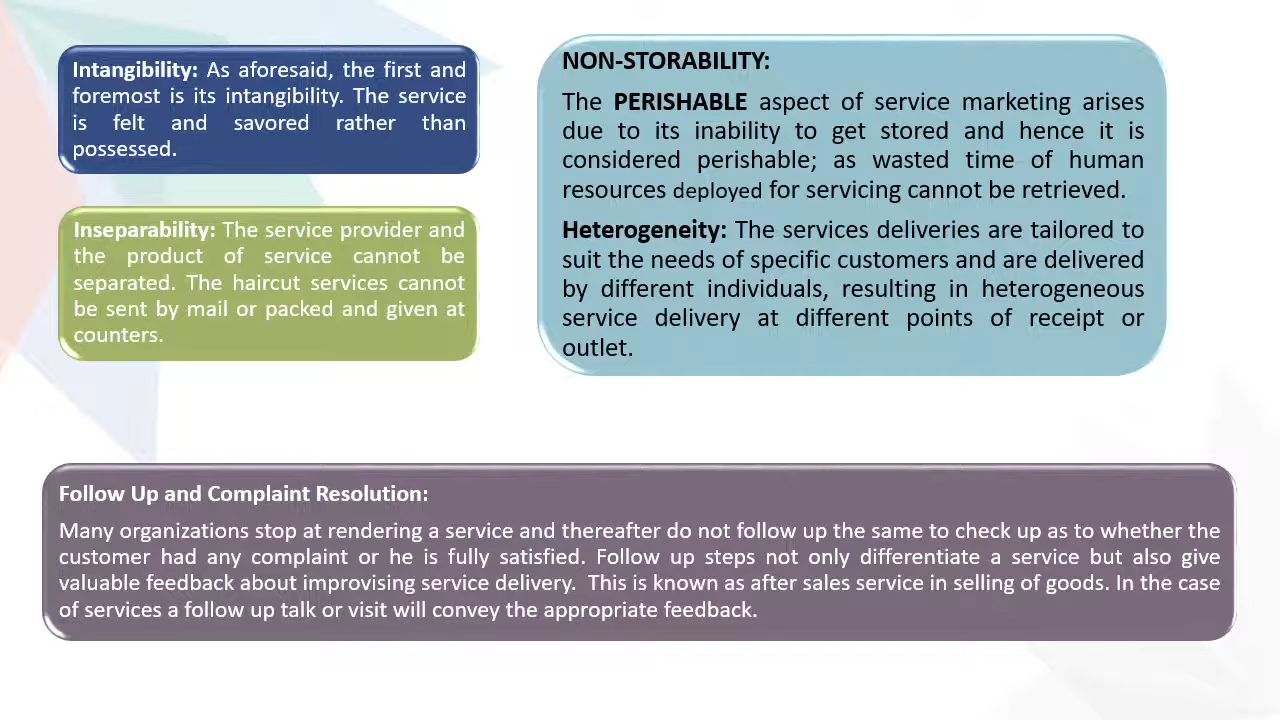 Intangibility: As aforesaid, the first and
foremost is its intangibility. The service
is felt and savored rather than
possessed.
Inseparability: The service provider and
the product of service cannot be
separated. The haircut services cannot
be sent by mail or packed and given at
counters.
NON-STORABILITY:
The PERISHABLE aspect of service marketing arises
due to its inability to get stored and hence it is
considered perishable; as wasted time of human
resources deployed for servicing cannot be retrieved.
Heterogeneity: The services deliveries are tailored to
suit the needs of specific customers and are delivered
by different individuals, resulting in heterogeneous
service delivery at different points of receipt or
outlet.
Follow Up and Complaint Resolution:
Many organizations stop at rendering a service and thereafter do not follow up the same to check up as to whether the
customer had any complaint or he is fully satisfied. Follow up steps not only differentiate a service but also give
valuable feedback about improvising service delivery. This is known as after sales service in selling of goods. In the case
of services a follow up talk or visit will convey the appropriate feedback.